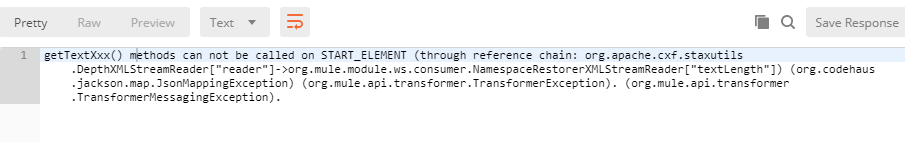 Pretty Raw Preview Text Save Response
1 getTextXxx() methods can not be called on START_ELEMENT (through reference chain: org.apache.cxf.staxutils
.DepthXMLStreamReader["reader"]->org.mule.module.ws.consumer.NamespaceRestorerXMLStreamReader["textLength"]) (org.codehaus
.jackson.map.JsonMappingException) (org.mule.api.transformer.TransformerException). (org.mule.api.transformer
.TransformerMessagingException).